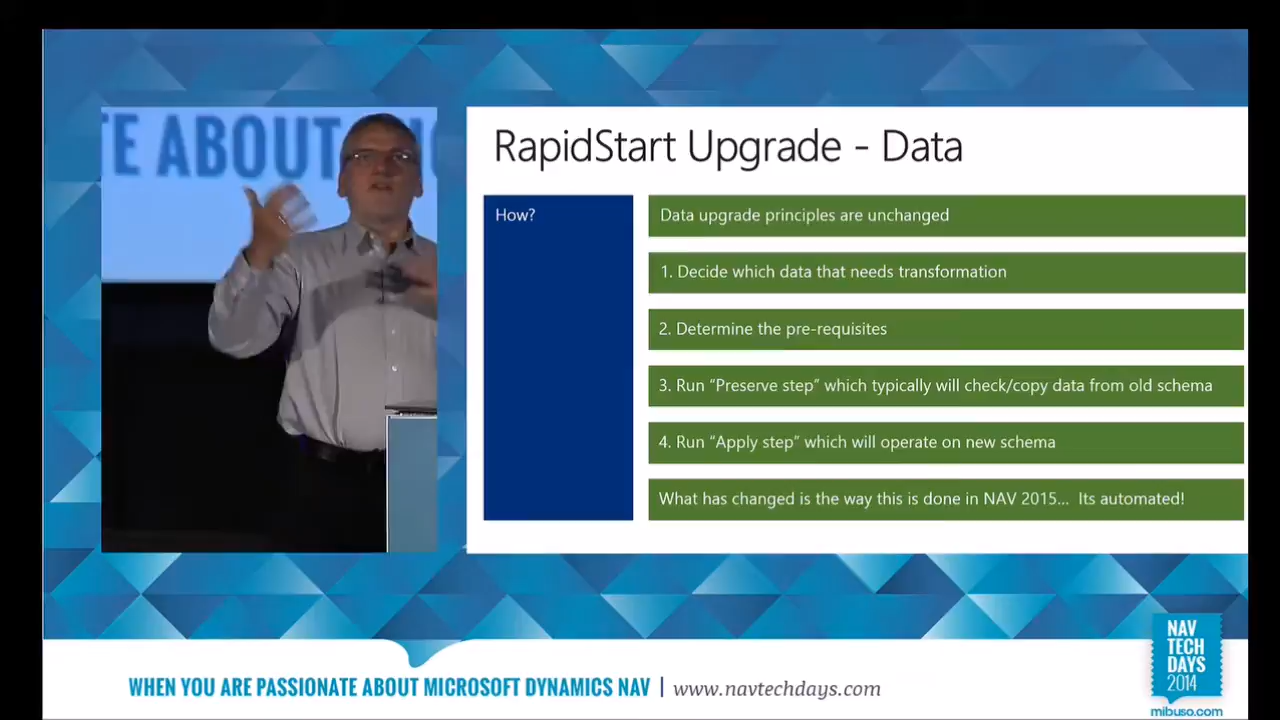 E ABOUT
RapidStart Upgrade - Data
How?
Data upgrade principles are unchanged
1. Decide which data that needs transformation
2. Determine the pre-requisites
3. Run “Preserve step” which typically will check/copy data from old schema
4. Run “Apply step” which will operate on new schema
What has changed is the way this is done in NAV 2015... Its automated!
WHEN YOU ARE PASSIONATE ABOUT MICROSOFT DYNAMICS NAV | www.navtechdays.com
NAV
TECH
DAYS
2014
mibuso.com